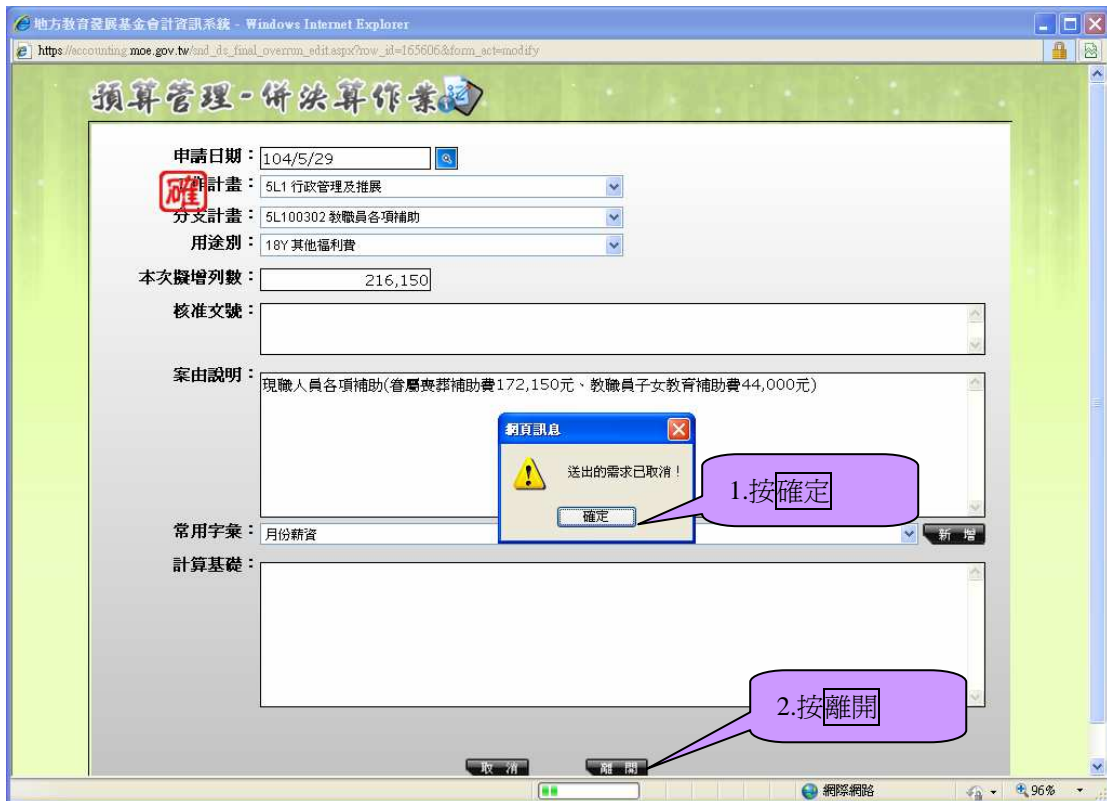 地方教育發展基金會計資訊系統 - Windows Internet Explorer
https://accounting.moe.gov.tw/snd_ds_final_overrun_edit.aspx?row_id=165606&form_act=modify
預算管理-併決算作業
申請日期：104/5/29
作計畫：5L1 行政管理及推展
確
分支計畫：5L100302 教職員各項補助
用途別：18Y 其他福利費
本次擬增列數：216,150
核准文號：
案由說明：現職人員各項補助(眷屬喪葬補助費172,150元、教職員子女教育補助費44,000元)
網頁訊息
送出的需求已取消！
確定
1.按確定
常用字彙：月份薪資 新增
計算基礎：
2.按離開
取消 離開
網際網路 96%